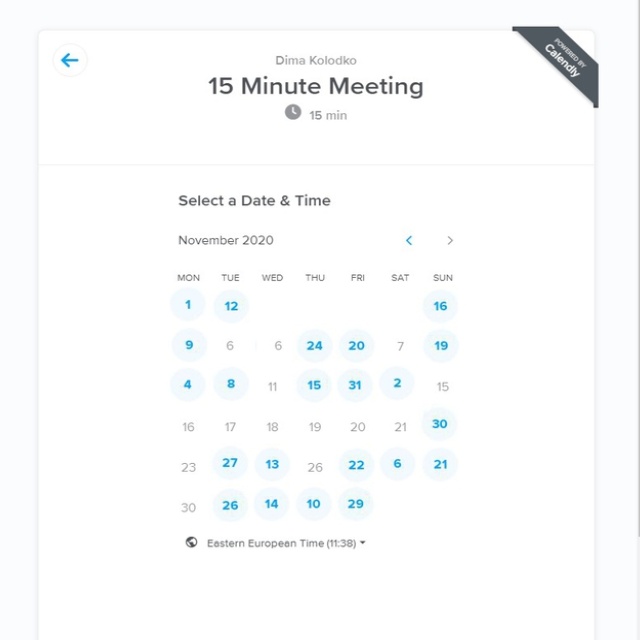 Dima Kolodko
POWERED BY
Calendly
15 Minute Meeting
15 min
Select a Date & Time
November 2020
MON TUE WED THU FRI SAT SUN
1 12 16
9 6 6 24 20 7 19
4 8 11 15 31 2 15
16 17 18 19 20 21 30
23 27 13 26 22 6 21
30 26 14 10 29
Eastern European Time (11:38)